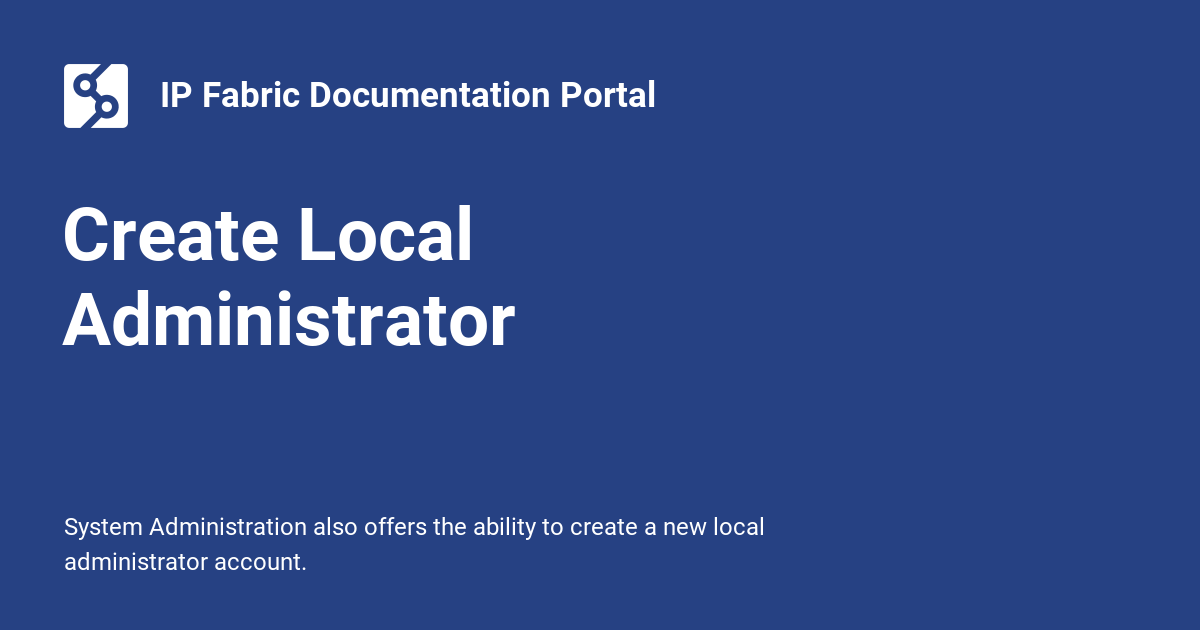 IP Fabric Documentation Portal
Create Local
Administrator
System Administration also offers the ability to create a new local
administrator account.